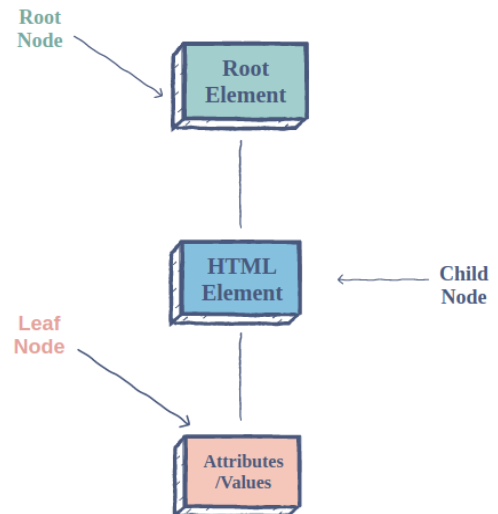 Root
Node
Root
Element
HTML
Element
Child
Node
Leaf
Node
Attributes
/Values